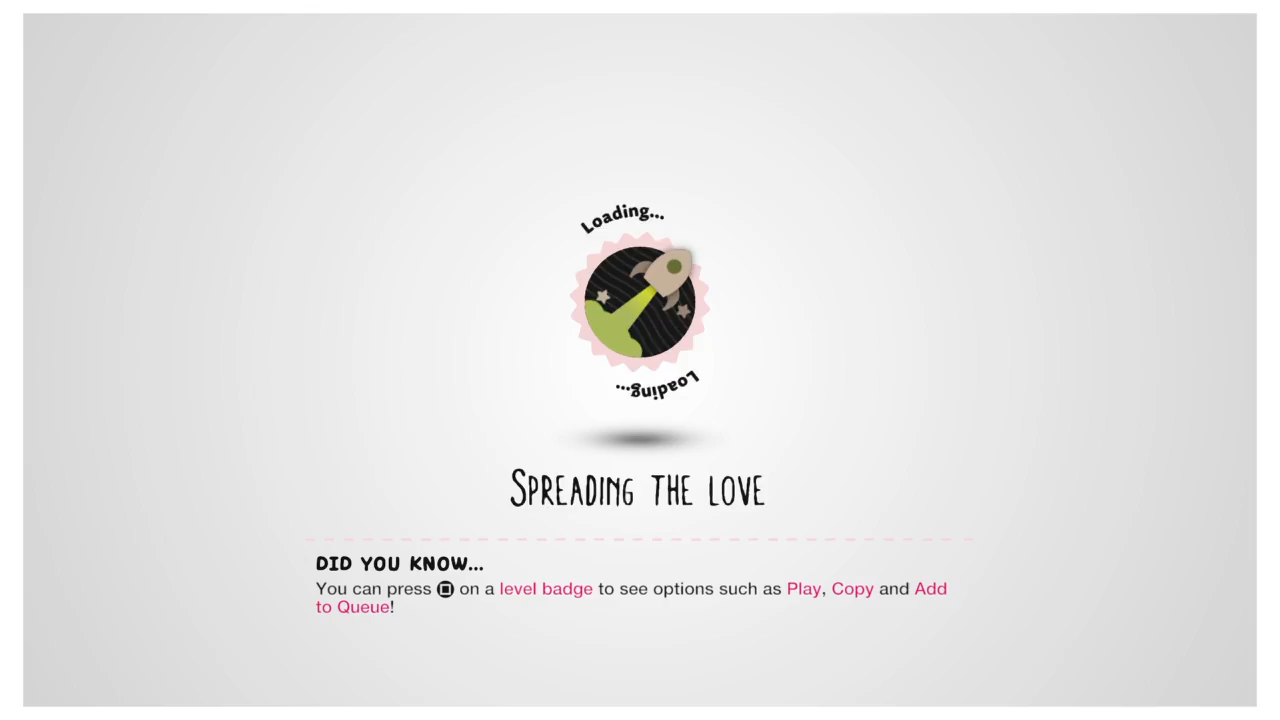 Loading...
Loading...
SPREADING THE LOVE
DID YOU KNOW...
You can press on a level badge to see options such as Play, Copy and Add
to Queue!